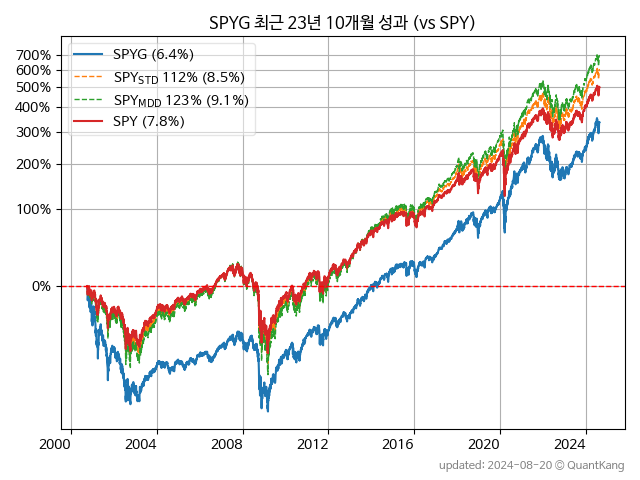 SPYG 최근 23년 10개월 성과 (vs SPY)
700%
600%
500%
400%
300%
200%
100%
0%
SPYG (6.4%)
SPY_STD 112% (8.5%)
SPY_MDD 123% (9.1%)
SPY (7.8%)
2000 2004 2008 2012 2016 2020 2024
updated: 2024-08-20 © QuantKang